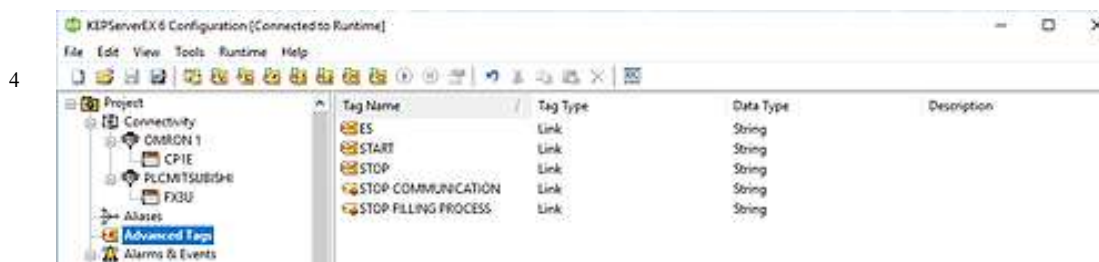 KEPServerEX 6 Configuration [Connected to Runtime]
File Edit View Tools Runtime Help
4
Project
Connectivity
OMRON 1
CP1E
PLCMITSUBISHI
FX3U
Aliases
Advanced Tags
Alarms & Events
Tag Name / Tag Type Data Type Description
ES Link String
START Link String
STOP Link String
STOP COMMUNICATION Link String
STOP FILLING PROCESS Link String